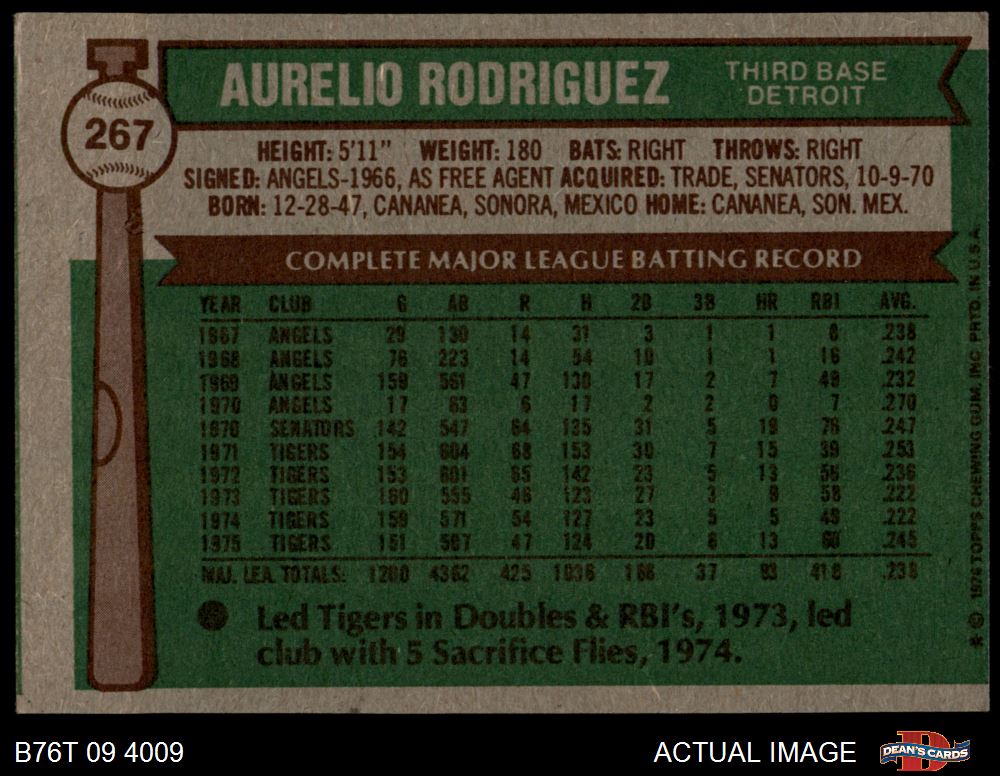 AURELIO RODRIGUEZ
THIRD BASE
DETROIT
267
HEIGHT: 5'11" WEIGHT: 180 BATS: RIGHT THROWS: RIGHT
SIGNED: ANGELS-1966, AS FREE AGENT ACQUIRED: TRADE, SENATORS, 10-9-70
BORN: 12-28-47, CANANEA, SONORA, MEXICO HOME: CANANEA, SON. MEX.
COMPLETE MAJOR LEAGUE BATTING RECORD
YEAR CLUB G AB R H 2B 3B HR RBI AVG.
1967 ANGELS 29 130 14 31 3 1 1 8 .238
1968 ANGELS 76 223 14 54 10 1 1 16 .242
1969 ANGELS 159 561 47 130 17 2 7 49 .232
1970 ANGELS 17 63 6 17 2 2 0 7 .270
1970 SENATORS 142 547 64 135 31 5 19 76 .247
1971 TIGERS 154 604 68 153 30 7 15 39 .253
1972 TIGERS 153 601 65 142 23 5 13 56 .236
1973 TIGERS 160 555 46 123 27 3 9 58 .222
1974 TIGERS 159 571 54 127 23 5 5 49 .222
1975 TIGERS 151 507 47 124 20 6 13 60 .245
MAJ. LEA. TOTALS: 1200 4362 425 1036 186 37 83 418 .238
Led Tigers in Doubles & RBI's, 1973, led
club with 5 Sacrifice Flies, 1974.
* © 1976 TOPPS CHEWING GUM, INC. PRTD. IN U.S.A.
B76T 09 4009
ACTUAL IMAGE
D
DEAN'S CARDS